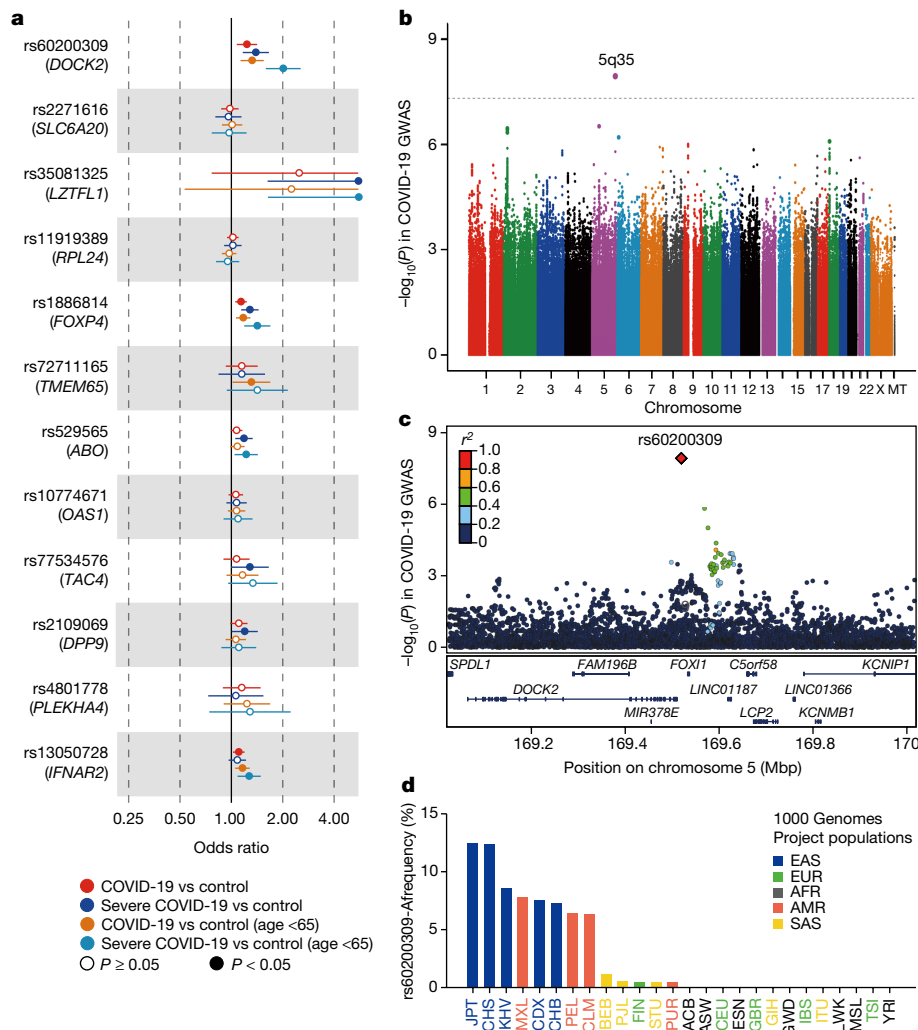 a
rs60200309
(DOCK2)
rs2271616
(SLC6A20)
rs35081325
(LZTFL1)
rs11919389
(RPL24)
rs1886814
(FOXP4)
rs72711165
(TMEM65)
rs529565
(ABO)
rs10774671
(OAS1)
rs77534576
(TAC4)
rs2109069
(DPP9)
rs4801778
(PLEKHA4)
rs13050728
(IFNAR2)
0.25 0.50 1.00 2.00 4.00
Odds ratio
COVID-19 vs control
Severe COVID-19 vs control
COVID-19 vs control (age <65)
Severe COVID-19 vs control (age <65)
P ≥ 0.05 P < 0.05
b
−log10(P) in COVID-19 GWAS
9
6
3
0
5q35
1 2 3 4 5 6 7 8 9 10 11 12 13 15 17 19 22 X MT
Chromosome
c
−log10(P) in COVID-19 GWAS
9
6
3
0
rs60200309
r2
1.0
0.8
0.6
0.4
0.2
0
SPDL1 FAM196B FOXI1 C5orf58 KCNIP1
DOCK2 LINC01187 LINC01366
MIR378E LCP2 KCNMB1
169.2 169.4 169.6 169.8 170
Position on chromosome 5 (Mbp)
d
rs60200309-Afrequency (%)
15
10
5
0
1000 Genomes
Project populations
EAS
EUR
AFR
AMR
SAS
JPT CHS KHV MXL CDX CHB PEL CLM BEB PJL FIN STU PUR ACB ASW CEU ESN GBR GIH GWD IBS ITU LWK MSL TSI YRI